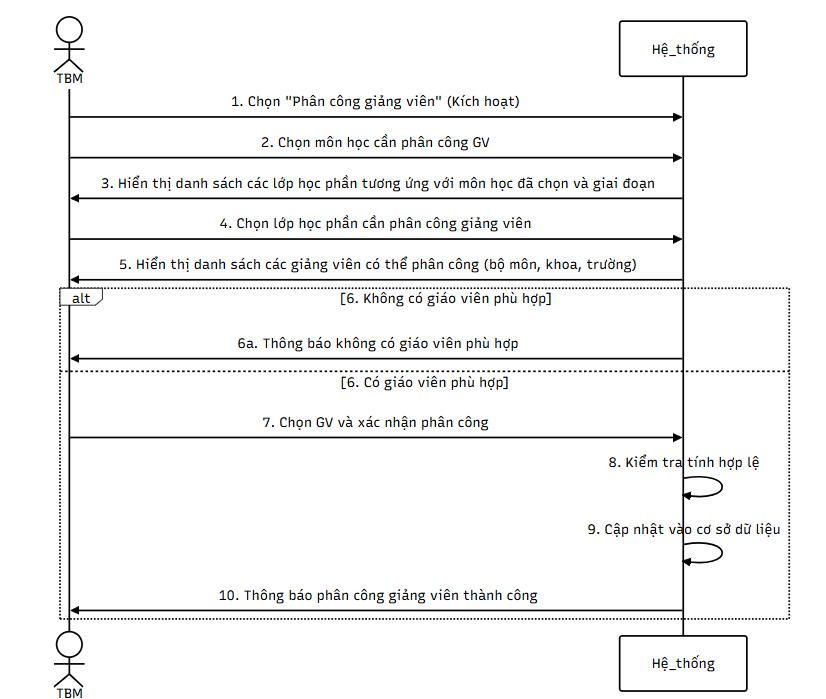 TBM
Hệ_thống
1. Chọn "Phân công giảng viên" (Kích hoạt)
2. Chọn môn học cần phân công GV
3. Hiển thị danh sách các lớp học phần tương ứng với môn học đã chọn và giai đoạn
4. Chọn lớp học phần cần phân công giảng viên
5. Hiển thị danh sách các giảng viên có thể phân công (bộ môn, khoa, trường)
alt
[6. Không có giáo viên phù hợp]
6a. Thông báo không có giáo viên phù hợp
[6. Có giáo viên phù hợp]
7. Chọn GV và xác nhận phân công
8. Kiểm tra tính hợp lệ
9. Cập nhật vào cơ sở dữ liệu
10. Thông báo phân công giảng viên thành công
TBM
Hệ_thống